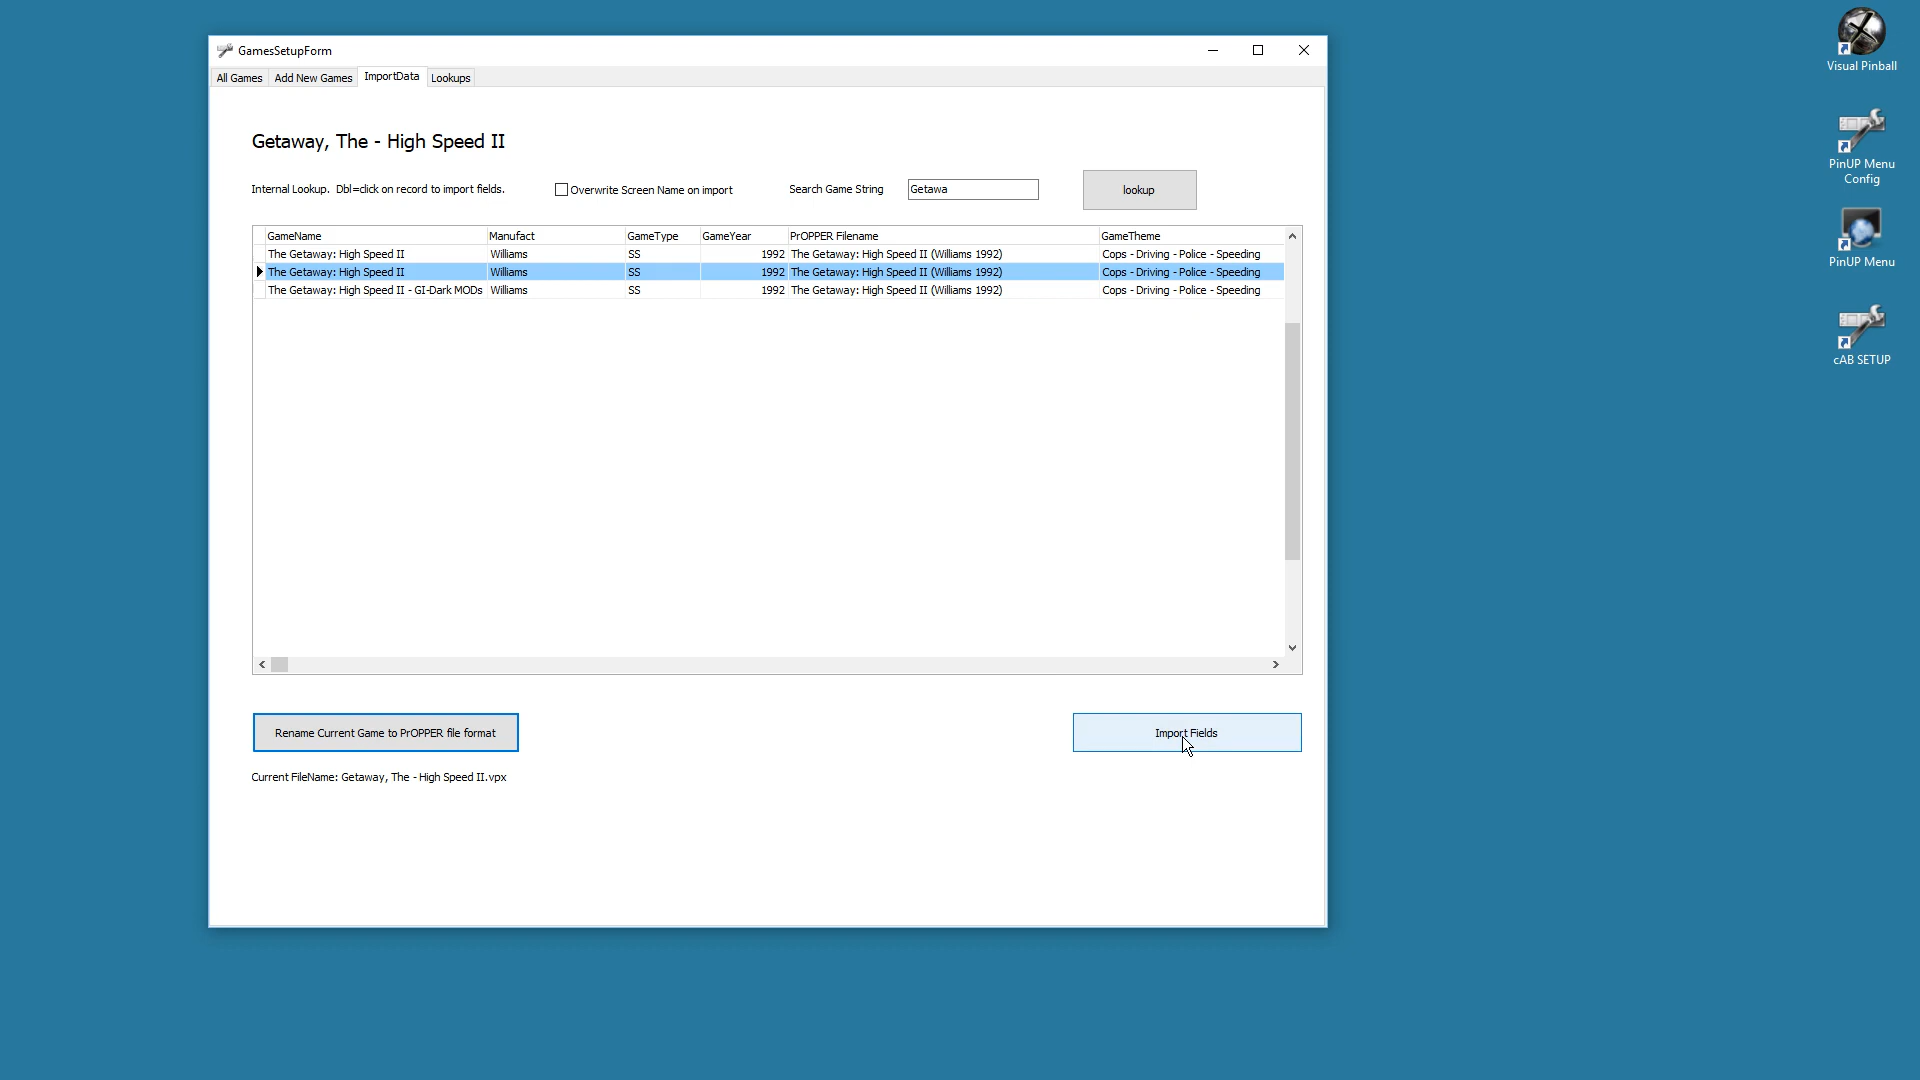 GamesSetupForm
All Games Add New Games ImportData Lookups
Getaway, The - High Speed II
Internal Lookup. Dbl=click on record to import fields. Overwrite Screen Name on import Search Game String Getawa lookup
GameName Manufact GameType GameYear PrOPPER Filename GameTheme
The Getaway: High Speed II Williams SS 1992 The Getaway: High Speed II (Williams 1992) Cops - Driving - Police - Speeding
The Getaway: High Speed II Williams SS 1992 The Getaway: High Speed II (Williams 1992) Cops - Driving - Police - Speeding
The Getaway: High Speed II - GI-Dark MODs Williams SS 1992 The Getaway: High Speed II (Williams 1992) Cops - Driving - Police - Speeding
Rename Current Game to PrOPPER file format Import Fields
Current FileName: Getaway, The - High Speed II.vpx
Visual Pinball
PinUP Menu
Config
PinUP Menu
cAB SETUP